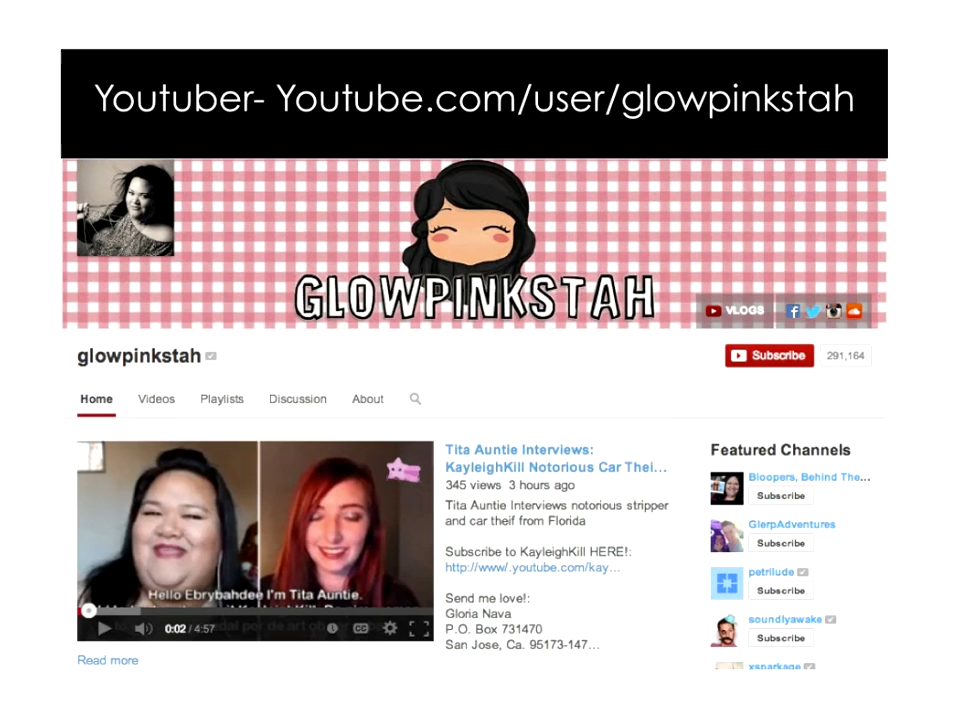 Youtuber- Youtube.com/user/glowpinkstah
GLOWPINKSTAH
VLOGS
glowpinkstah
Subscribe 291,164
Home Videos Playlists Discussion About
Tita Auntie Interviews:
KayleighKill Notorious Car Thei...
345 views 3 hours ago
Tita Auntie Interviews notorious stripper
and car theif from Florida
Subscribe to KayleighKill HERE!:
http://www/.youtube.com/kay...
Send me love!:
Gloria Nava
P.O. Box 731470
San Jose, Ca. 95173-147...
Hello Ebrybahdee I'm Tita Auntie.
0:02 / 4:57
CC
Read more
Featured Channels
Bloopers, Behind The...
Subscribe
GlerpAdventures
Subscribe
petrilude
Subscribe
soundlyawake
Subscribe
xsparkage